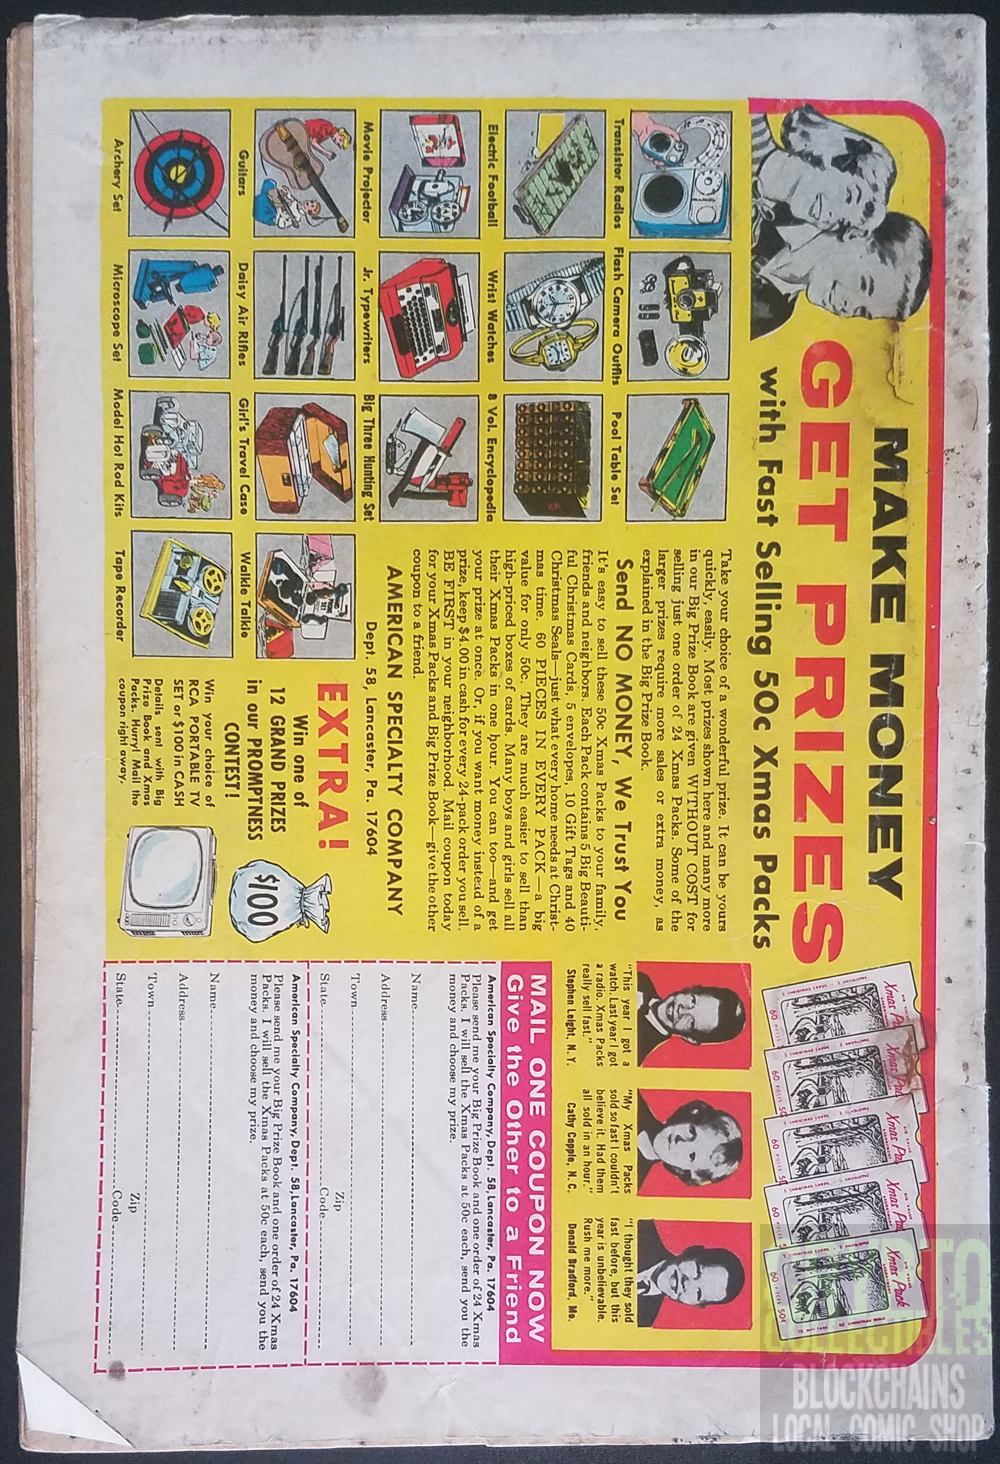 MAKE MONEY
GET PRIZES
with Fast Selling 50c Xmas Packs
Transistor Radios
Flash Camera Outfits
Pool Table Set
Electric Football
Wrist Watches
8 Vol. Encyclopedia
Movie Projector
Jr. Typewriters
Big Three Hunting Set
Guitars
Daisy Air Rifles
Girl's Travel Case
Walkie Talkie
Archery Set
Microscope Set
Model Hot Rod Kits
Tape Recorder
Take your choice of a wonderful prize. It can be yours
quickly, easily. Most prizes shown here and many more
in our Big Prize Book are given WITHOUT COST for
selling just one order of 24 Xmas Packs. Some of the
larger prizes require more sales or extra money, as
explained in the Big Prize Book.
Send NO MONEY, We Trust You
It's easy to sell these 50c Xmas Packs to your family,
friends and neighbors. Each Pack contains 5 Big Beauti-
ful Christmas Cards, 5 envelopes, 10 Gift Tags and 40
Christmas Seals—just what every home needs at Christ-
mas time. 60 PIECES IN EVERY PACK—a big
value for only 50c. They are much easier to sell than
high-priced boxes of cards. Many boys and girls sell all
their Xmas Packs in one hour. You can too—and get
your prize at once. Or, if you want money instead of a
prize, keep $4.00 in cash for every 24-pack order you sell.
BE FIRST in your neighborhood. Mail coupon today
for your Xmas Packs and Big Prize Book—give the other
coupon to a friend.
AMERICAN SPECIALTY COMPANY
Dept. 58, Lancaster, Pa. 17604
EXTRA!
Win one of
12 GRAND PRIZES
in our PROMPTNESS
CONTEST!
Win your choice of
RCA PORTABLE TV
SET or $100 in CASH
Details sent with Big
Prize Book and Xmas
Packs. Hurry! Mail the
coupon right away.
$100
Xmas Pack
Xmas Pack
Xmas Pack
Xmas Pack
"This year I got a
watch. Last year I got
a radio. Xmas Packs
really sell fast."
Stephen Leight, N.Y.
"My Xmas Packs
sold so fast I couldn't
believe it. Had them
all sold in an hour."
Cathy Coppie, N.C.
"I thought they sold
fast before, but this
year is unbelievable.
Rush me more."
Donald Bradford, Mo.
MAIL ONE COUPON NOW
Give the Other to a Friend
American Specialty Company, Dept. 58, Lancaster, Pa. 17604
Please send me your Big Prize Book and one order of 24 Xmas
Packs. I will sell the Xmas Packs at 50c each, send you the
money and choose my prize.
Name
Address
Town
Zip
State Code
American Specialty Company, Dept. 58, Lancaster, Pa. 17604
Please send me your Big Prize Book and one order of 24 Xmas
Packs. I will sell the Xmas Packs at 50c each, send you the
money and choose my prize.
Name
Address
Town
Zip
State Code
BLOCKCHAINS
LOCAL COMIC SHOP